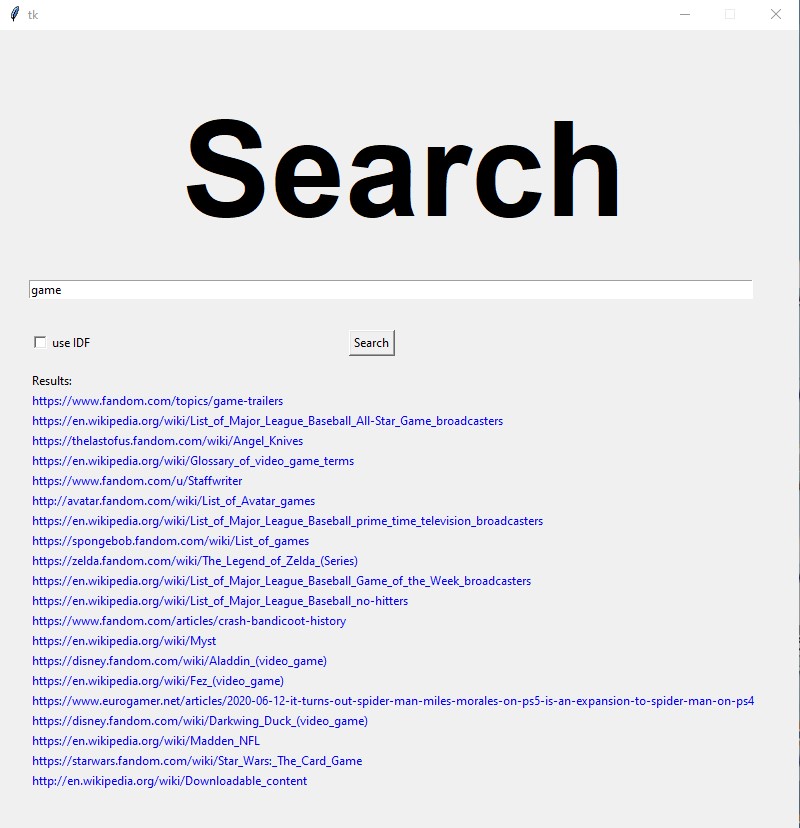 tk
Search
game
use IDF
Search
Results:
https://www.fandom.com/topics/game-trailers
https://en.wikipedia.org/wiki/List_of_Major_League_Baseball_All-Star_Game_broadcasters
https://thelastofus.fandom.com/wiki/Angel_Knives
https://en.wikipedia.org/wiki/Glossary_of_video_game_terms
https://www.fandom.com/u/Staffwriter
http://avatar.fandom.com/wiki/List_of_Avatar_games
https://en.wikipedia.org/wiki/List_of_Major_League_Baseball_prime_time_television_broadcasters
https://spongebob.fandom.com/wiki/List_of_games
https://zelda.fandom.com/wiki/The_Legend_of_Zelda_(Series)
https://en.wikipedia.org/wiki/List_of_Major_League_Baseball_Game_of_the_Week_broadcasters
https://en.wikipedia.org/wiki/List_of_Major_League_Baseball_no-hitters
https://www.fandom.com/articles/crash-bandicoot-history
https://en.wikipedia.org/wiki/Myst
https://disney.fandom.com/wiki/Aladdin_(video_game)
https://en.wikipedia.org/wiki/Fez_(video_game)
https://www.eurogamer.net/articles/2020-06-12-it-turns-out-spider-man-miles-morales-on-ps5-is-an-expansion-to-spider-man-on-ps4
https://disney.fandom.com/wiki/Darkwing_Duck_(video_game)
https://en.wikipedia.org/wiki/Madden_NFL
https://starwars.fandom.com/wiki/Star_Wars:_The_Card_Game
http://en.wikipedia.org/wiki/Downloadable_content